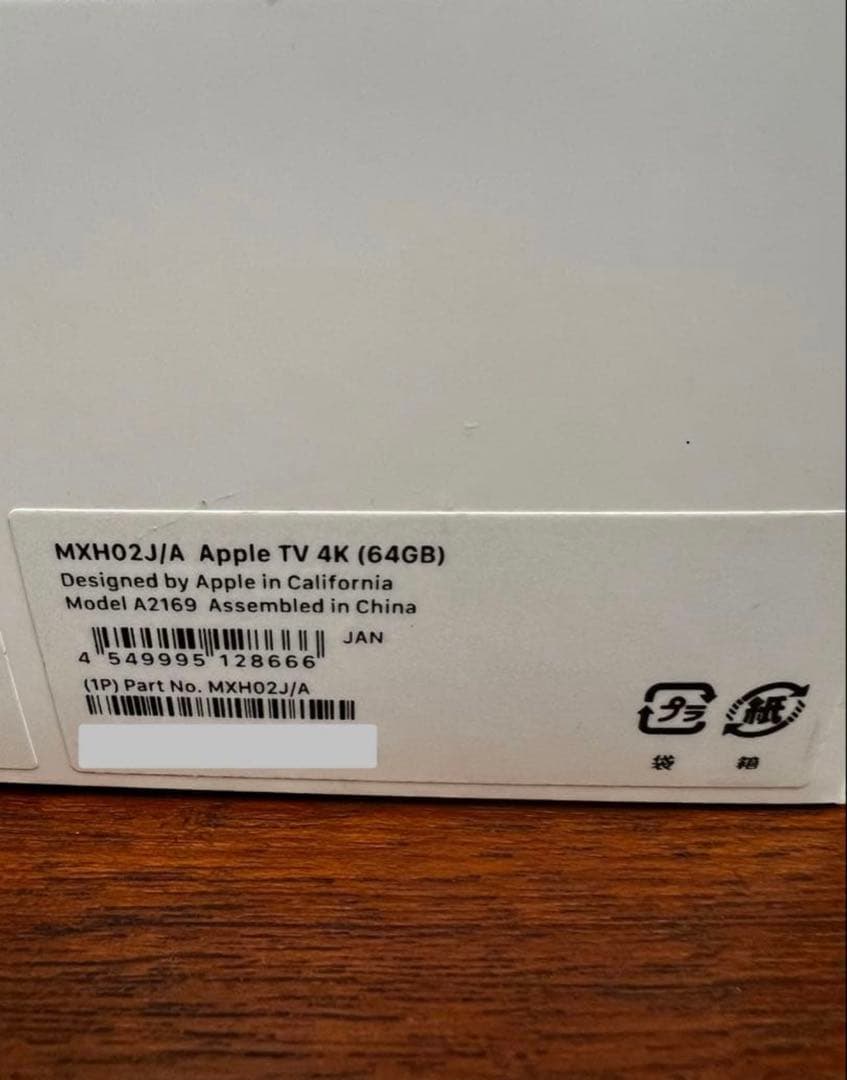 MXH02J/A Apple TV 4K (64GB)
Designed by Apple in California
Model A2169 Assembled in China
JAN
4 549995 128666
(1P) Part No. MXH02J/A
プラ 紙
袋 箱